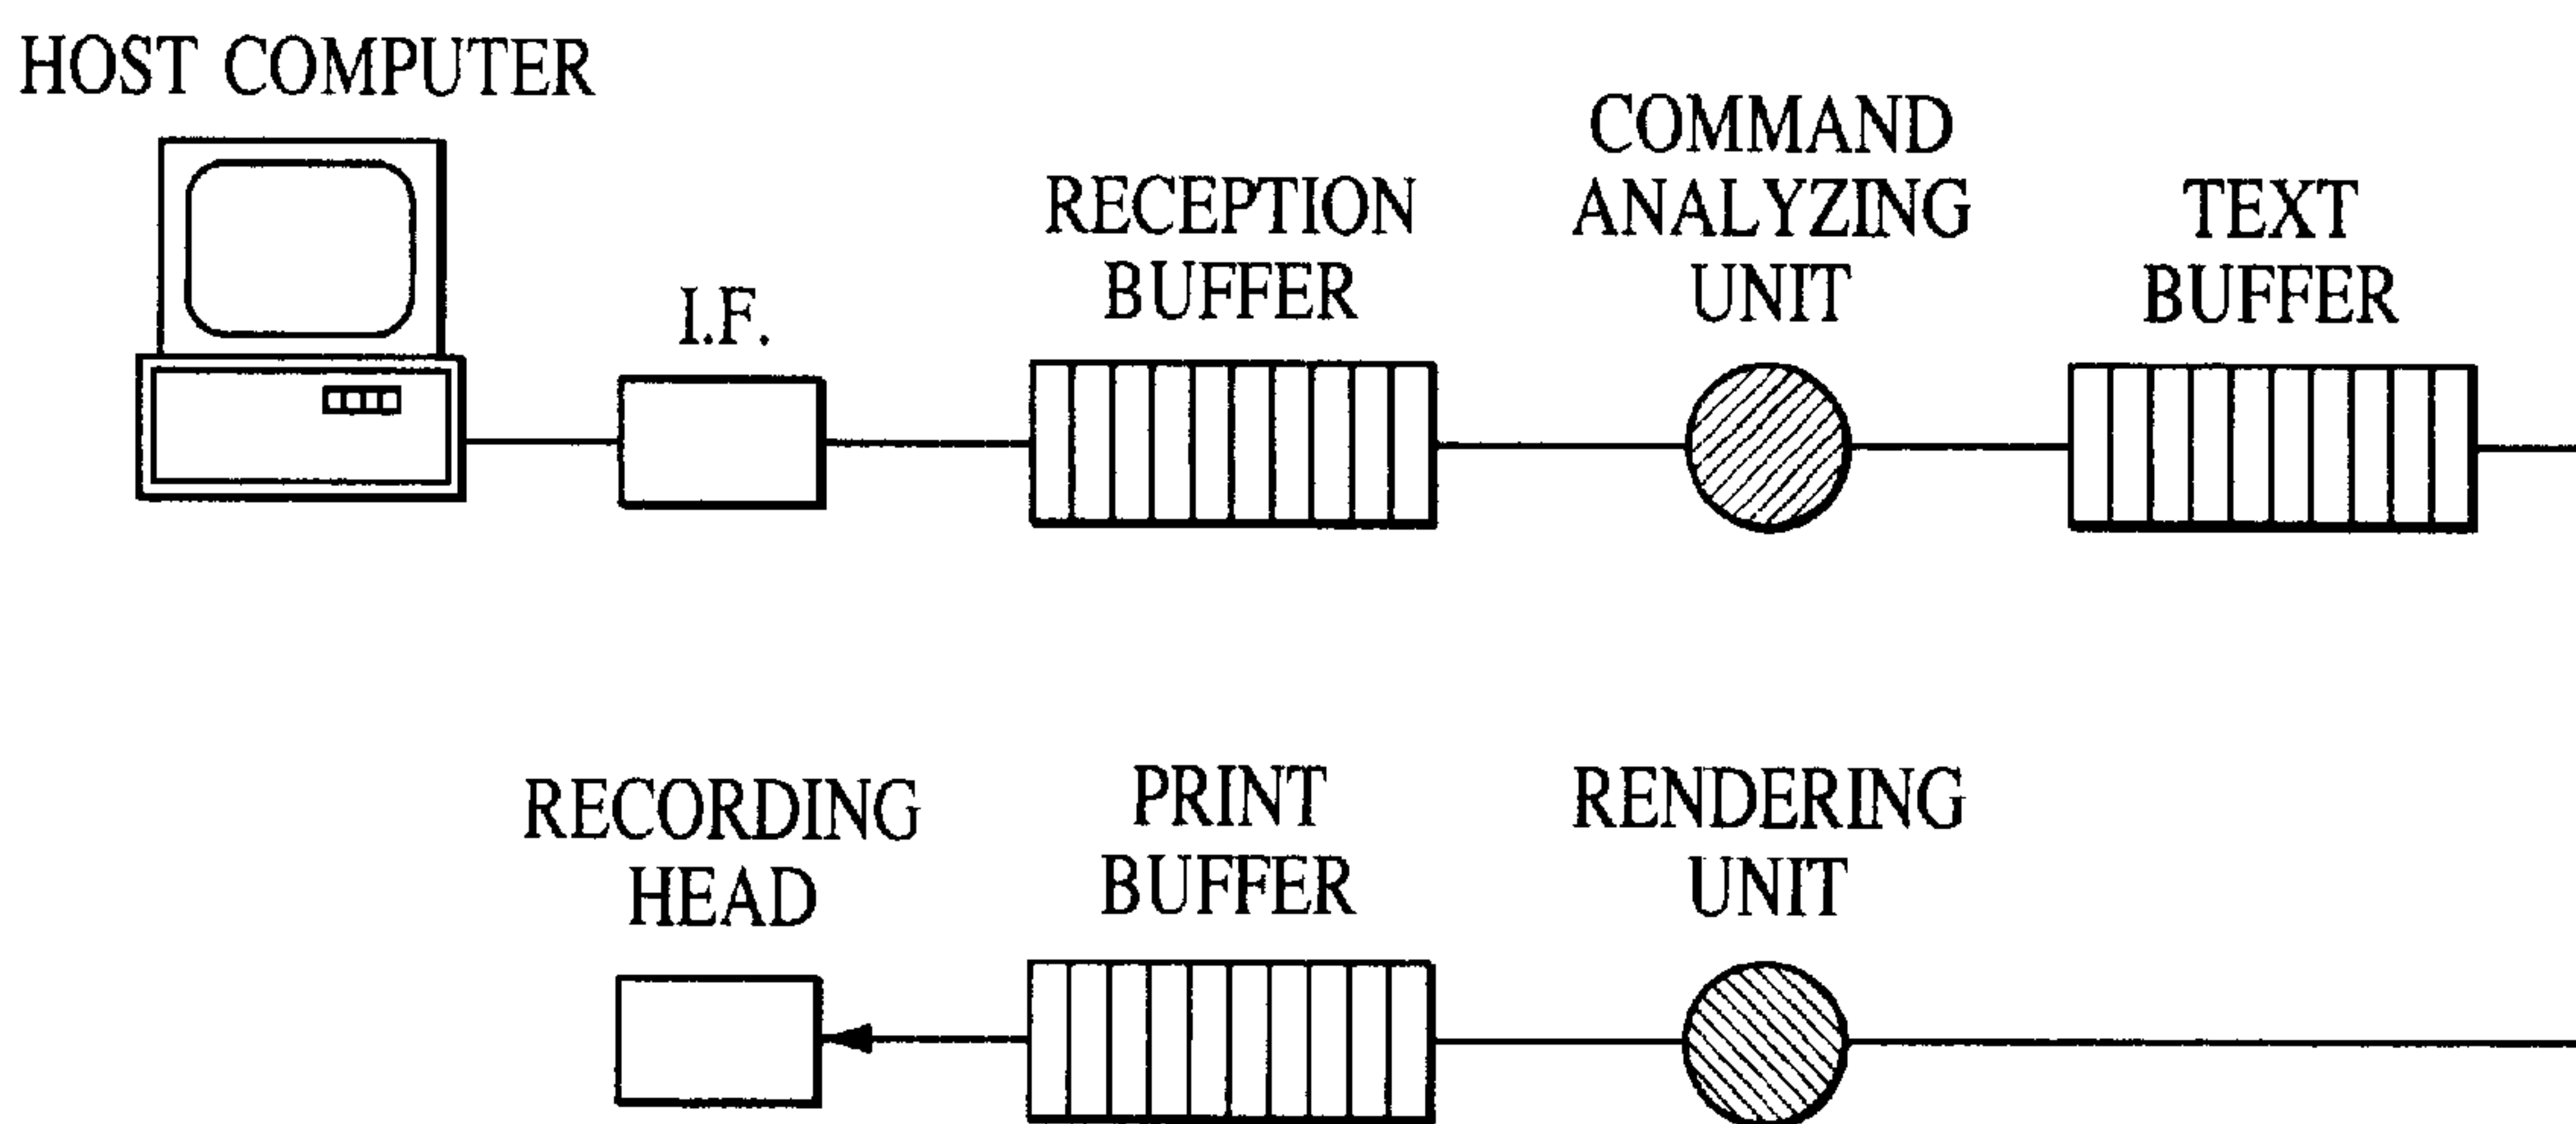 HOST COMPUTER
I.F.
RECEPTION
BUFFER
COMMAND
ANALYZING
UNIT
TEXT
BUFFER
RECORDING
HEAD
PRINT
BUFFER
RENDERING
UNIT